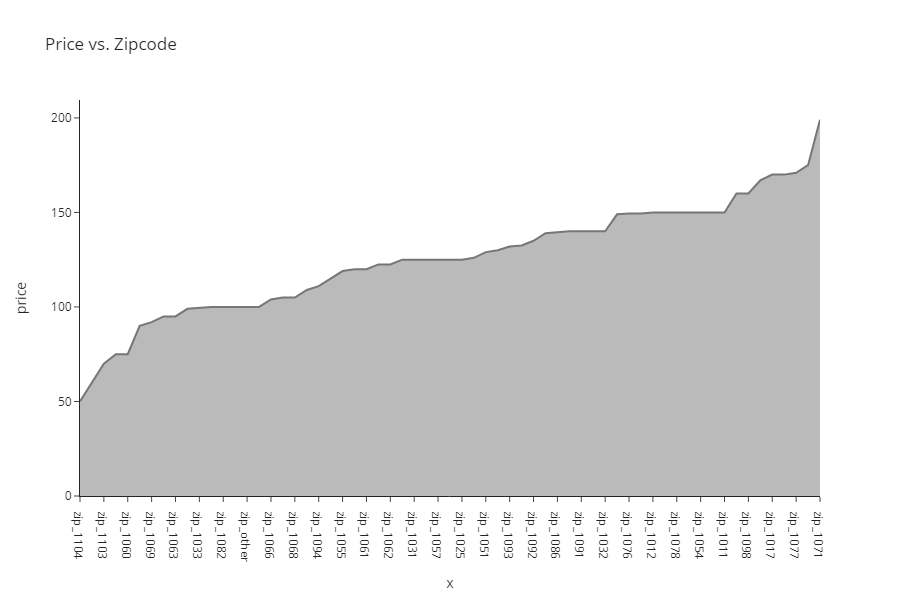 Price vs. Zipcode
200
150
100
50
0
price
zip_1104
zip_1103
zip_1060
zip_1069
zip_1063
zip_1033
zip_1082
zip_other
zip_1066
zip_1068
zip_1094
zip_1055
zip_1061
zip_1062
zip_1031
zip_1057
zip_1025
zip_1051
zip_1093
zip_1092
zip_1086
zip_1091
zip_1032
zip_1076
zip_1012
zip_1078
zip_1054
zip_1011
zip_1098
zip_1017
zip_1077
zip_1071
x